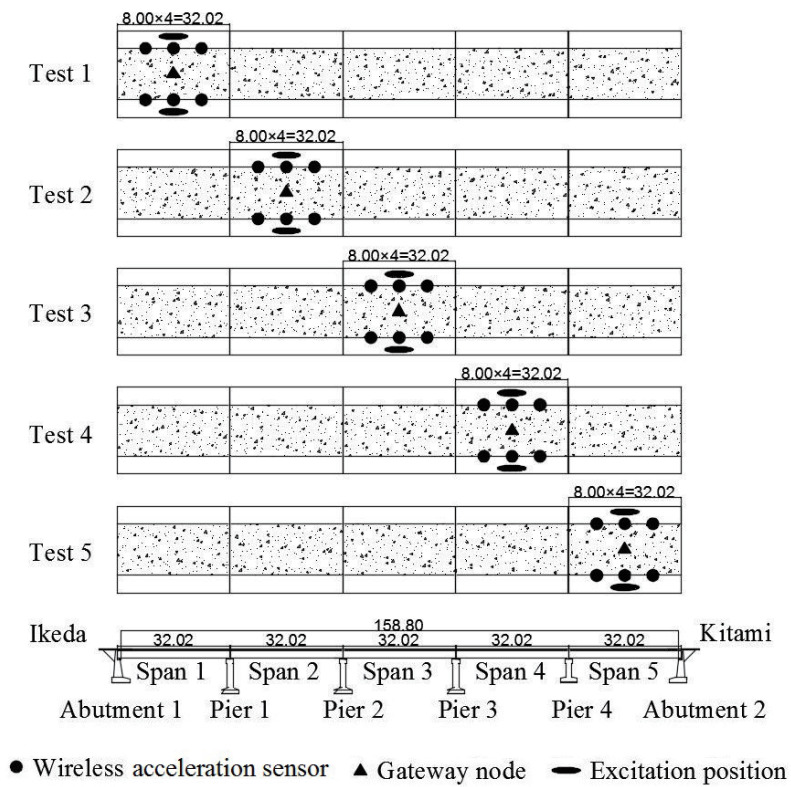 8.00×4=32.02
Test 1
8.00×4=32.02
Test 2
8.00×4=32.02
Test 3
8.00×4=32.02
Test 4
8.00×4=32.02
Test 5
Ikeda 158.80 Kitami
32.02 32.02 32.02 32.02 32.02
Span 1 Span 2 Span 3 Span 4 Span 5
Abutment 1 Pier 1 Pier 2 Pier 3 Pier 4 Abutment 2
Wireless acceleration sensor Gateway node Excitation position